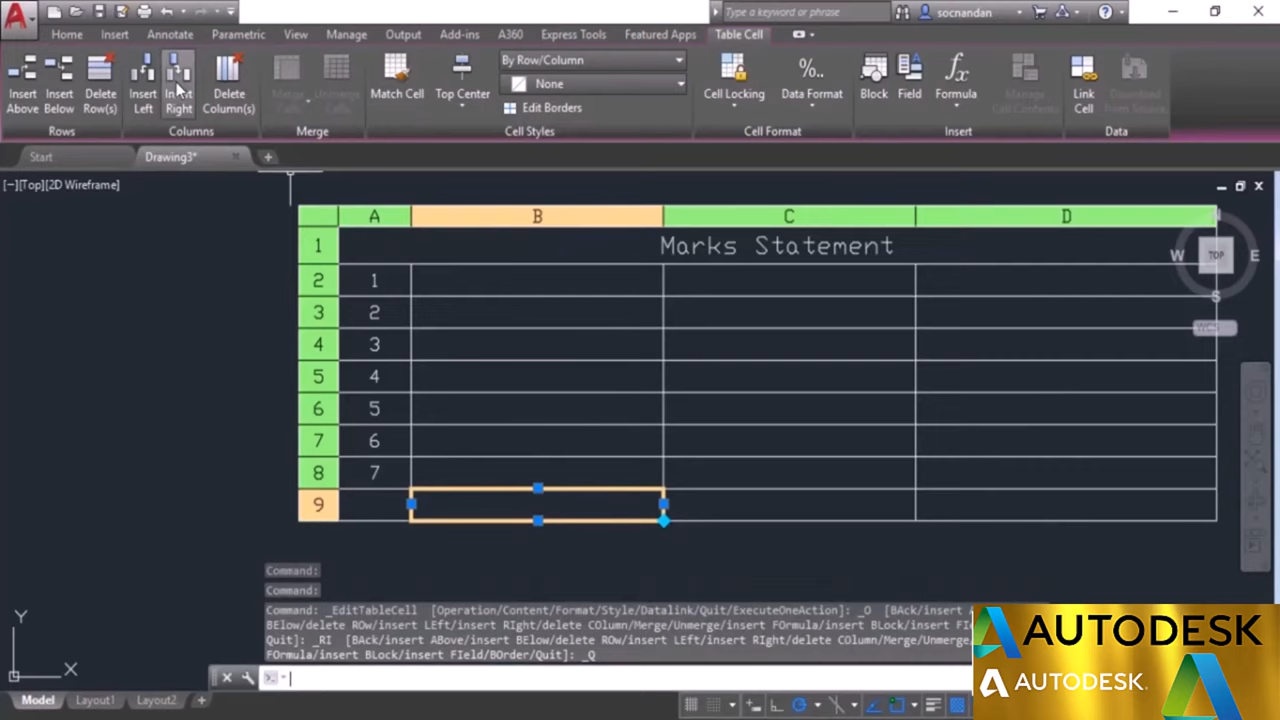 A
Type a keyword or phrase
socnandan
Home Insert Annotate Parametric View Manage Output Add-ins A360 Express Tools Featured Apps Table Cell
Insert Above
Insert Below
Delete Row(s)
Insert Left
Insert Right
Delete Column(s)
Match Cell
Top Center
By Row/Column
None
Edit Borders
Cell Locking
%..
Data Format
Block
Field
fx
Formula
Link Cell
Rows Columns Merge Cell Styles Cell Format Insert Data
Start Drawing3* +
[−][Top][2D Wireframe]
A B C D
1 Marks Statement
2 1
3 2
4 3
5 4
6 5
7 6
8 7
9
N
W TOP E
S
WCS
Command:
Command:
Command: _EditTableCell [Operation/Content/Format/Style/Datalink/Quit/ExecuteOneAction]: _O [BAck/insert
BElow/delete ROw/insert LEft/insert RIght/delete COlumn/Merge/Unmerge/insert FOrmula/insert BLock/insert
Quit]: _RI [BAck/insert ABove/insert BElow/delete ROw/insert LEft/insert RIght/delete COlumn/Merge/Unmerge/insert
FOrmula/insert BLock/insert FIeld/BOrder/Quit]: _Q
Y
X
Model Layout1 Layout2 +
AUTODESK
AUTODESK.